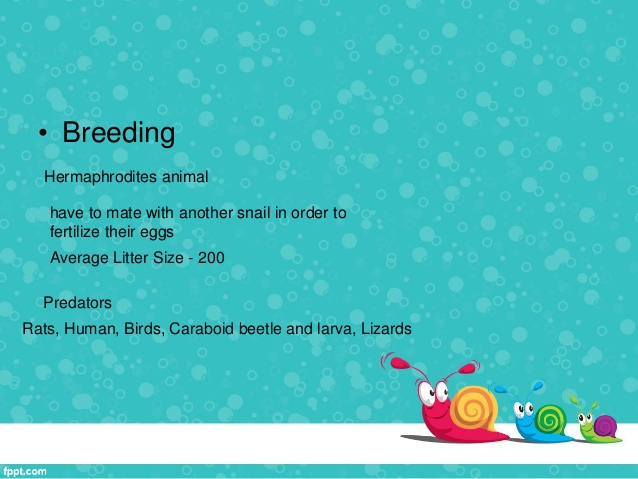 • Breeding
Hermaphrodites animal
have to mate with another snail in order to
fertilize their eggs
Average Litter Size - 200
Predators
Rats, Human, Birds, Caraboid beetle and larva, Lizards
fppt.com